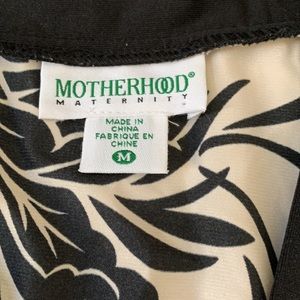 MOTHERHOOD
MATERNITY
MADE IN
CHINA
FABRIQUE EN
CHINE
M